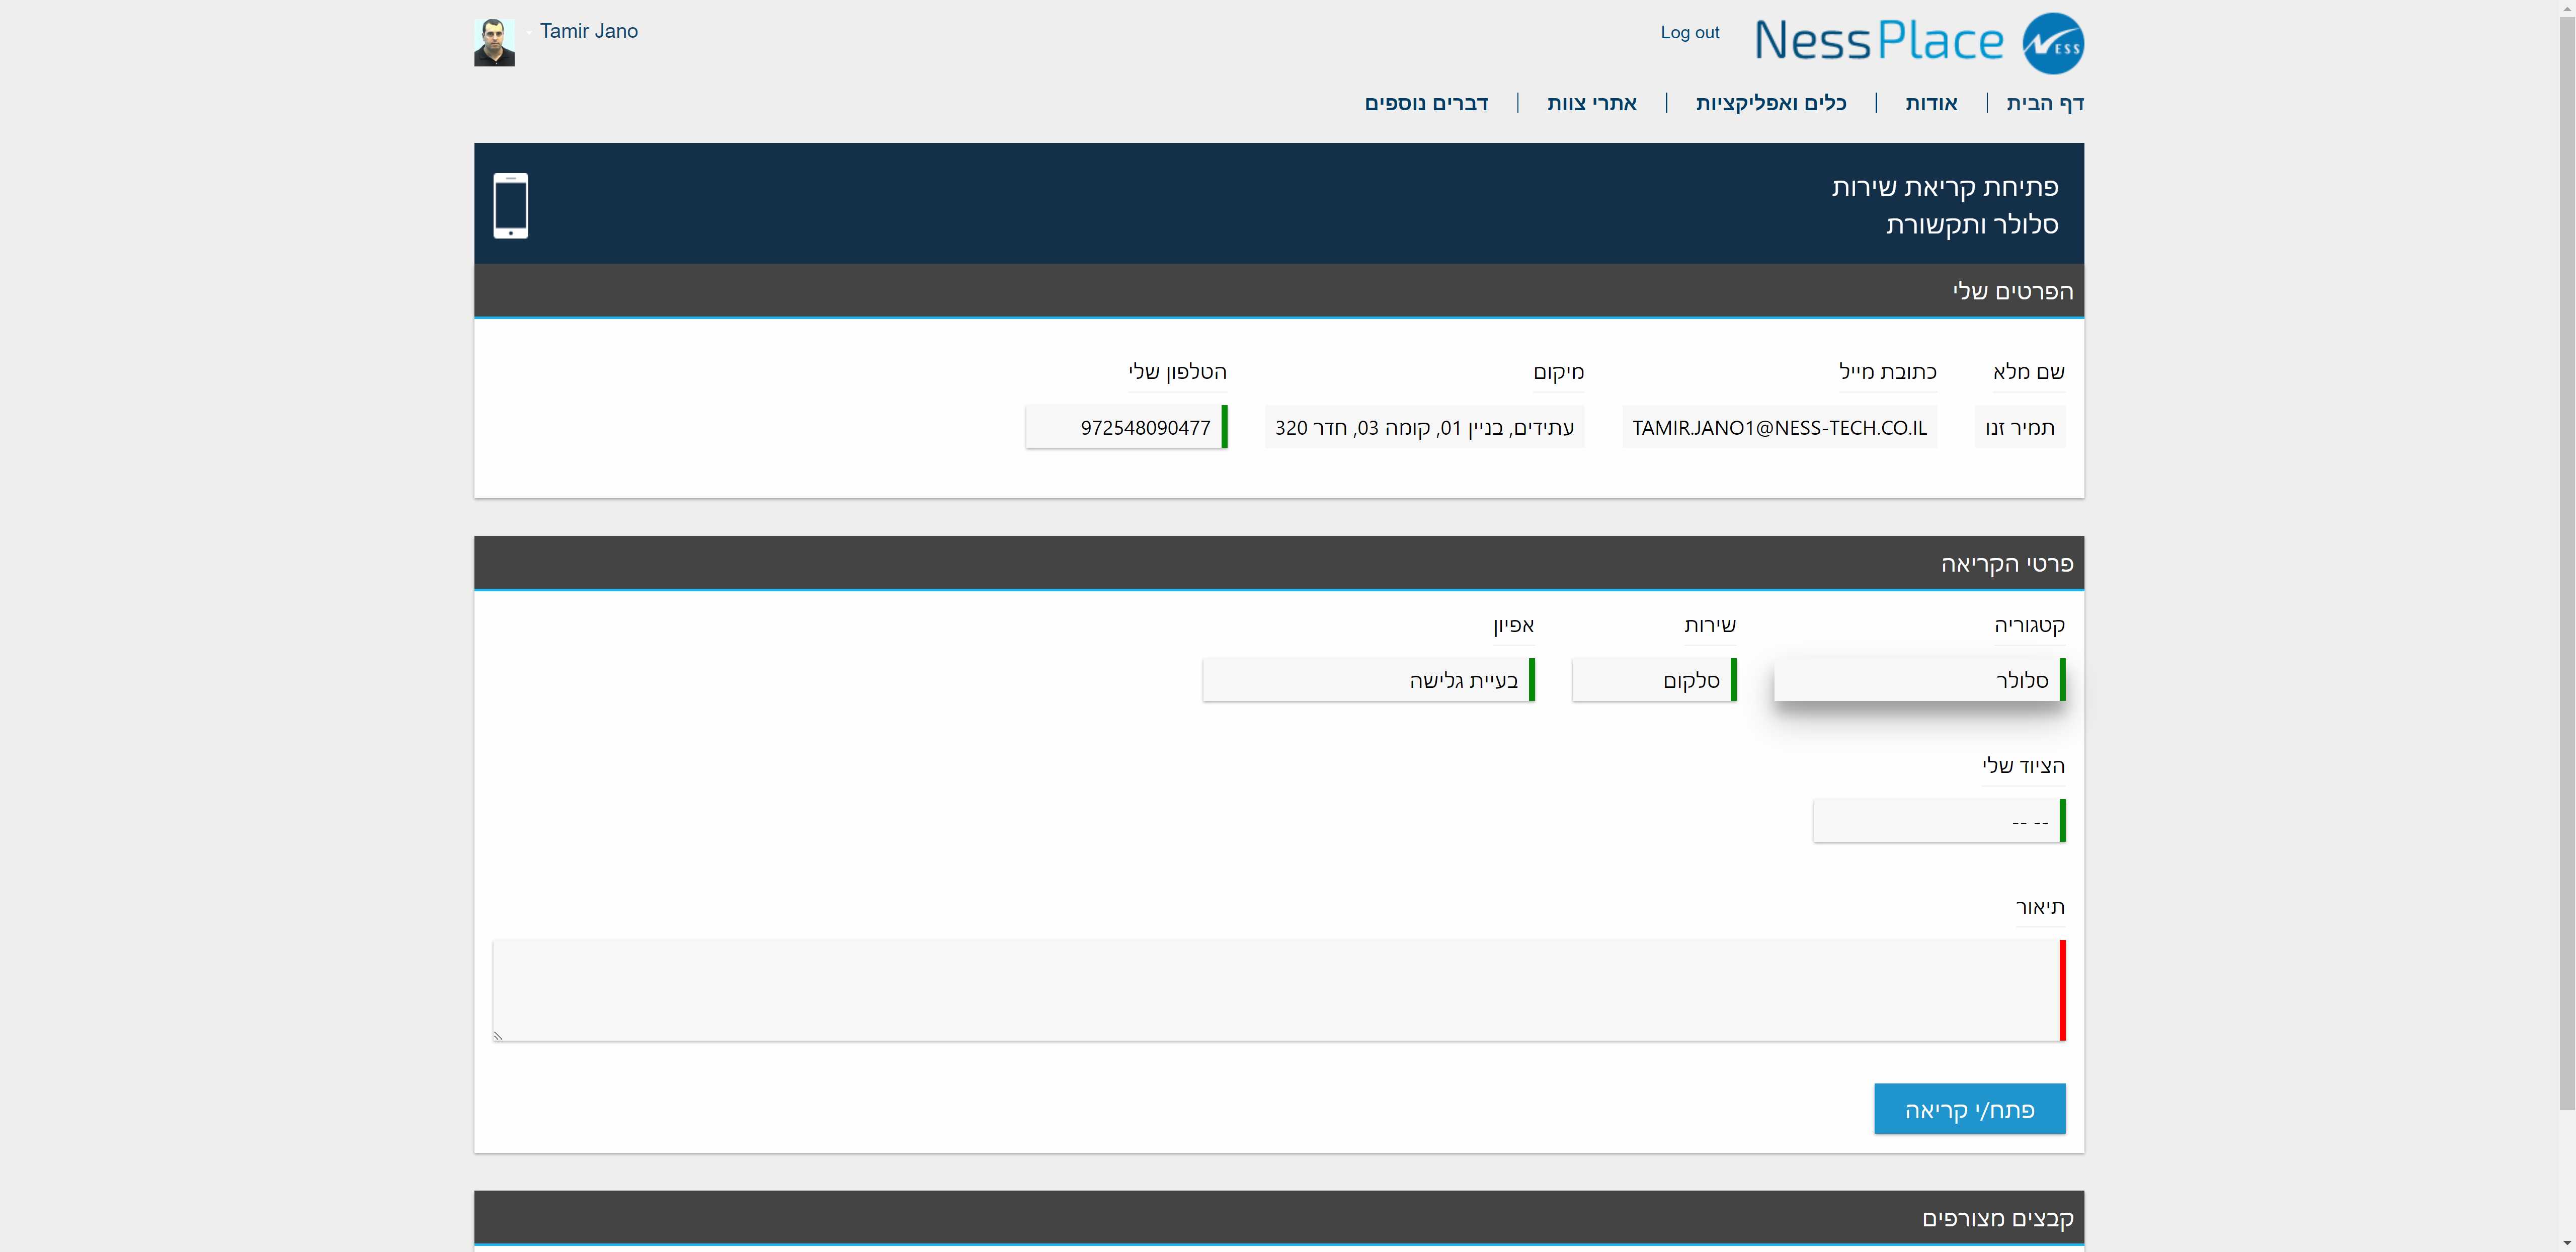 Tamir Jano
Log out
NessPlace NESS
דף הבית | אודות | כלים ואפליקציות | אתרי צוות | דברים נוספים
פתיחת קריאת שירות
סלולר ותקשורת
הפרטים שלי
שם מלא כתובת מייל מיקום הטלפון שלי
תמיר זנו TAMIR.JANO1@NESS-TECH.CO.IL עתידים, בניין 01, קומה 03, חדר 320 972548090477
פרטי הקריאה
קטגוריה שירות אפיון
סלולר סלקום בעיית גלישה
הציוד שלי
-- --
תיאור
פתח/י קריאה
קבצים מצורפים